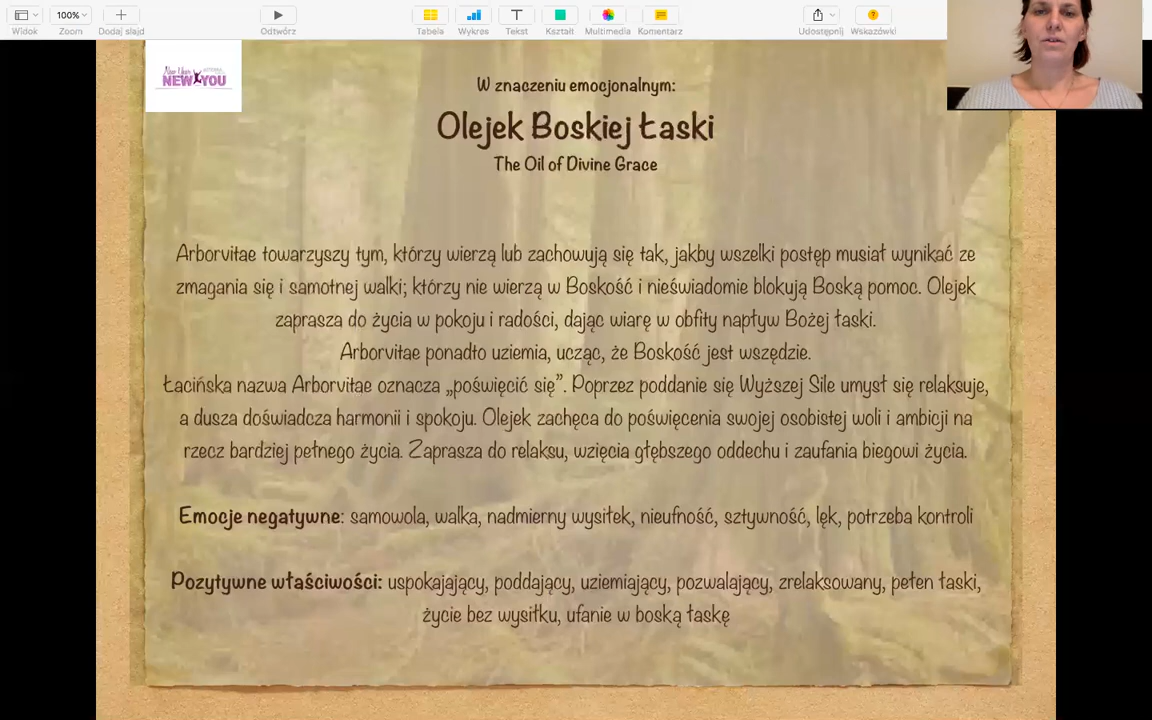 Widok
100%
Zoom
Dodaj slajd
Odtwórz
Tabela
Wykres
Tekst
Kształt
Multimedia
Komentarz
Udostępnij
Wskazówki
NEW YOU
W znaczeniu emocjonalnym:
Olejek Boskiej Łaski
The Oil of Divine Grace
Arborvitae towarzyszy tym, którzy wierzą lub zachowują się tak, jakby wszelki postęp musiał wynikać ze
zmagania się i samotnej walki; którzy nie wierzą w Boskość i nieświadomie blokują Boską pomoc. Olejek
zaprasza do życia w pokoju i radości, dając wiarę w obfity napływ Bożej łaski.
Arborvitae ponadto uziemia, ucząc, że Boskość jest wszędzie.
Łacińska nazwa Arborvitae oznacza „poświęcić się”. Poprzez poddanie się Wyższej Sile umysł się relaksuje,
a dusza doświadcza harmonii i spokoju. Olejek zachęca do poświęcenia swojej osobistej woli i ambicji na
rzecz bardziej pełnego życia. Zaprasza do relaksu, wzięcia głębszego oddechu i zaufania biegowi życia.
Emocje negatywne: samowola, walka, nadmierny wysiłek, nieufność, sztywność, lęk, potrzeba kontroli
Pozytywne właściwości: uspokajający, poddający, uziemiający, pozwalający, zrelaksowany, pełen łaski,
życie bez wysiłku, ufanie w boską łaskę